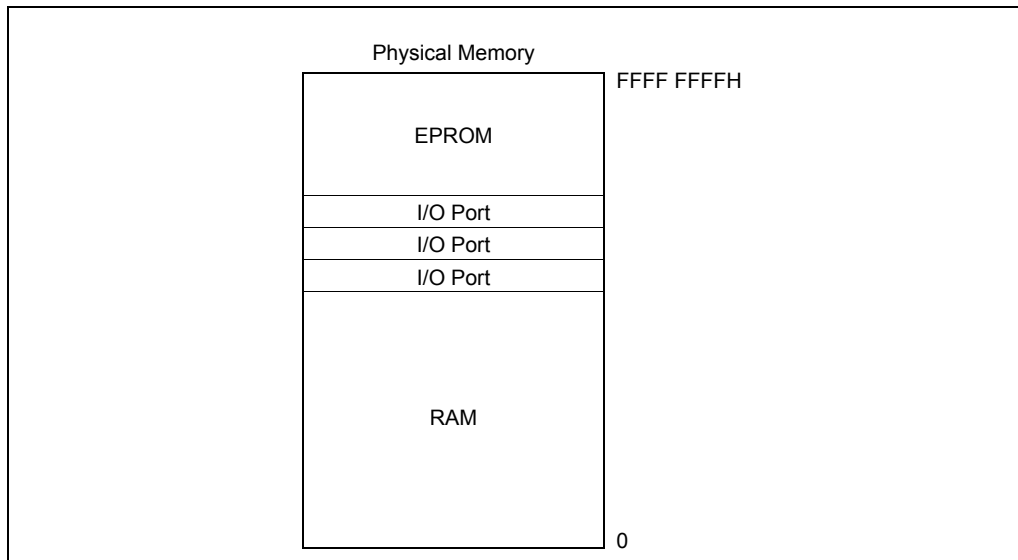 Physical Memory
FFFF FFFFH
EPROM
I/O Port
I/O Port
I/O Port
RAM
0